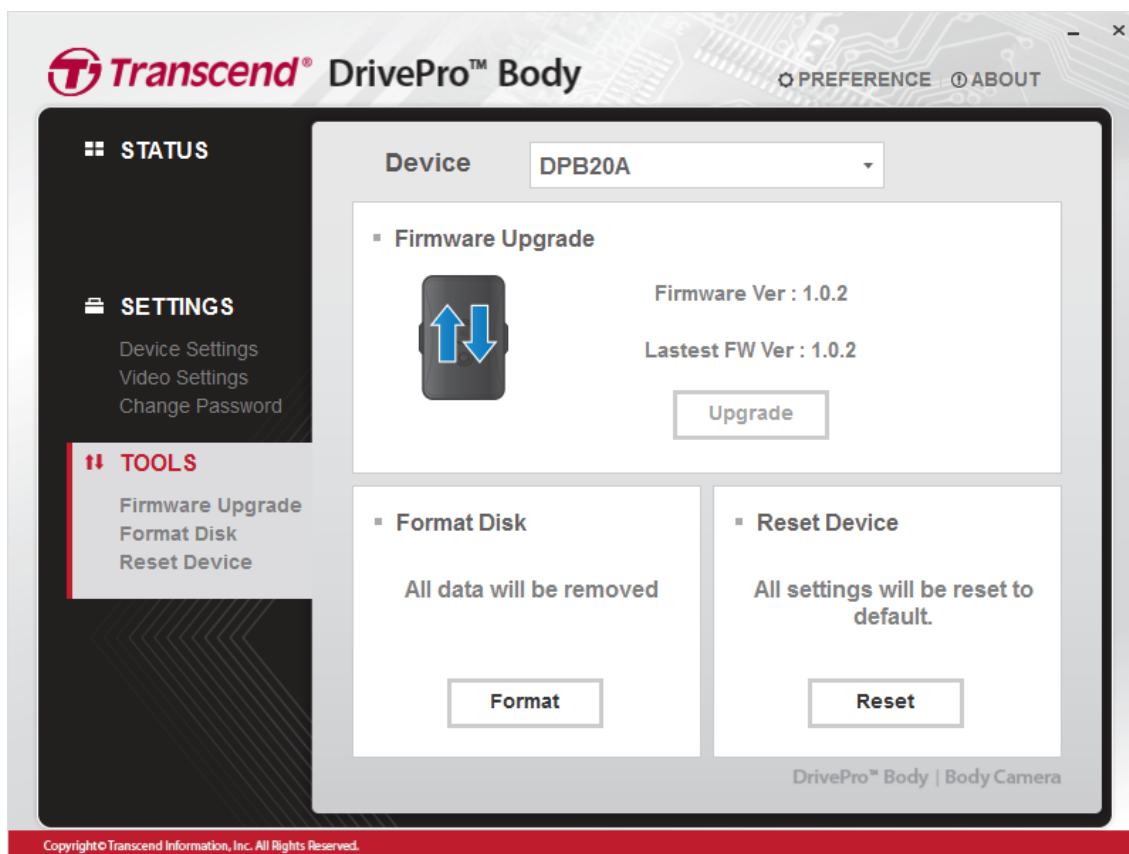 Transcend® DrivePro™ Body
PREFERENCE
ABOUT
STATUS
SETTINGS
Device Settings
Video Settings
Change Password
TOOLS
Firmware Upgrade
Format Disk
Reset Device
Device
DPB20A
Firmware Upgrade
Firmware Ver : 1.0.2
Lastest FW Ver : 1.0.2
Upgrade
Format Disk
All data will be removed
Format
Reset Device
All settings will be reset to
default.
Reset
DrivePro™ Body | Body Camera
Copyright© Transcend Information, Inc. All Rights Reserved.